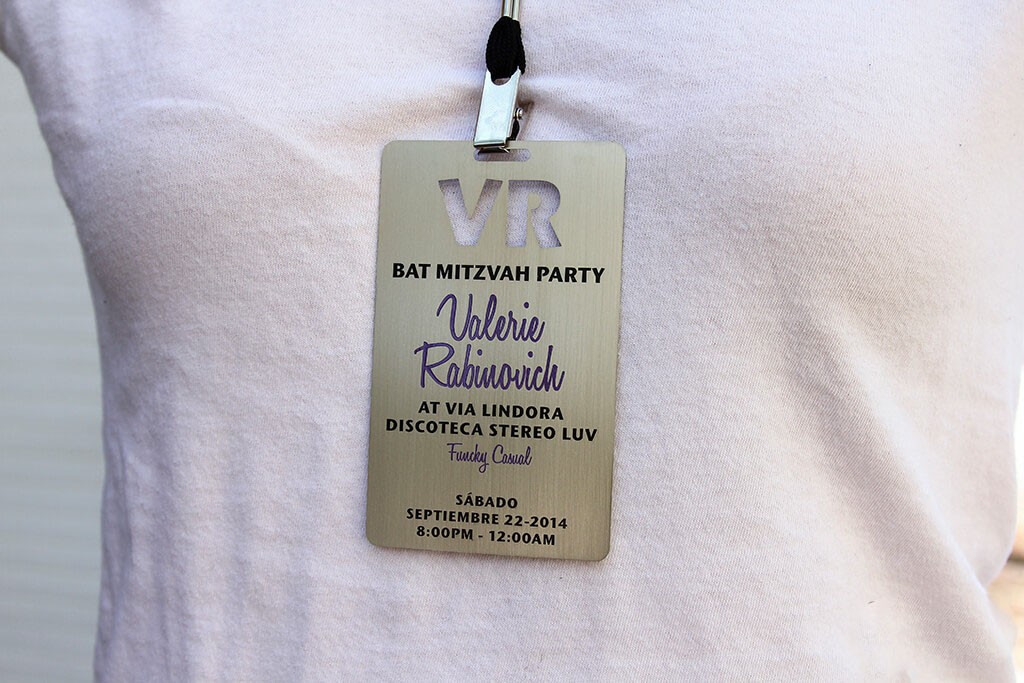 VR
BAT MITZVAH PARTY
Valerie
Rabinovich
AT VIA LINDORA
DISCOTECA STEREO LUV
Funcky Casual
SÁBADO
SEPTIEMBRE 22-2014
8:00PM - 12:00AM